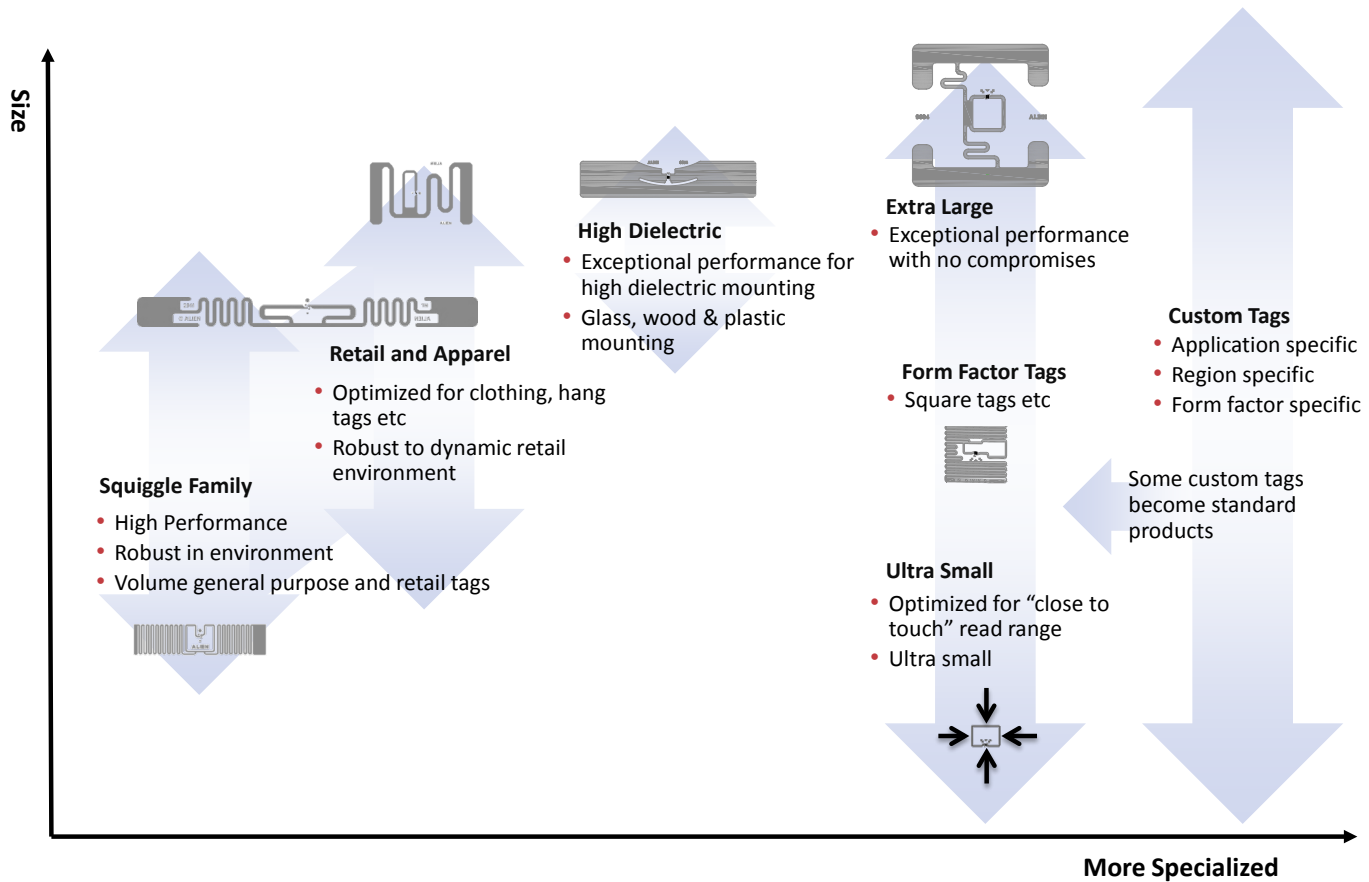 Size
Squiggle Family
• High Performance
• Robust in environment
• Volume general purpose and retail tags
ALIEN
Retail and Apparel
• Optimized for clothing, hang
tags etc
• Robust to dynamic retail
environment
High Dielectric
• Exceptional performance for
high dielectric mounting
• Glass, wood & plastic
mounting
Extra Large
• Exceptional performance
with no compromises
Form Factor Tags
• Square tags etc
Ultra Small
• Optimized for “close to
touch” read range
• Ultra small
Custom Tags
• Application specific
• Region specific
• Form factor specific
Some custom tags
become standard
products
More Specialized